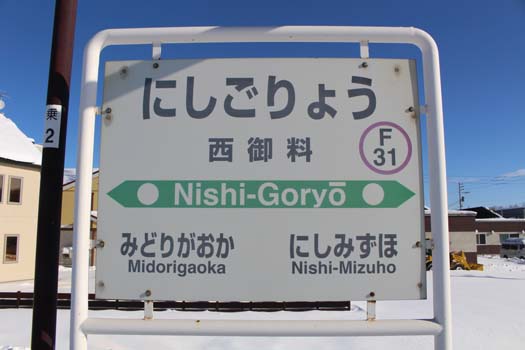 にしごりょう
西御料
F
31
Nishi-Goryō
みどりがおか
Midorigaoka
にしみずほ
Nishi-Mizuho
乗
2